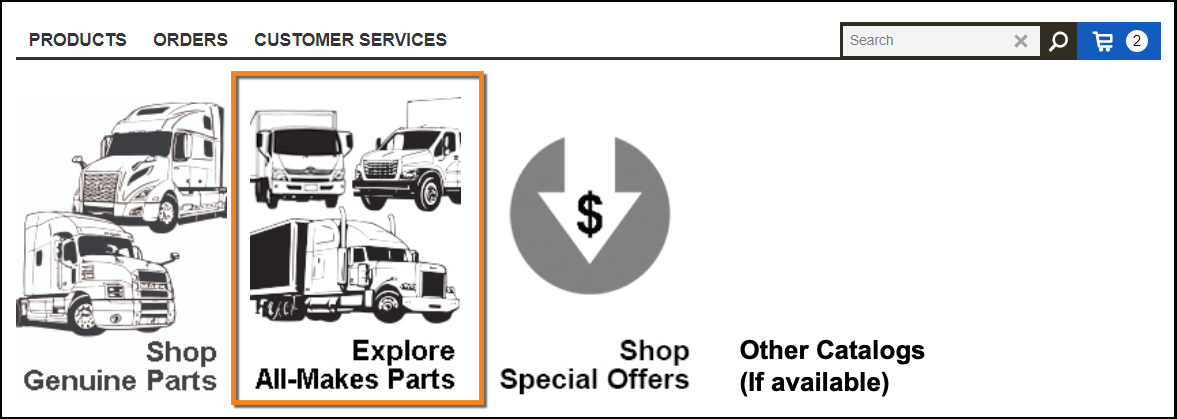 PRODUCTS ORDERS CUSTOMER SERVICES Search 2
MACK
$
Shop
Genuine Parts
Explore
All-Makes Parts
Shop
Special Offers
Other Catalogs
(If available)